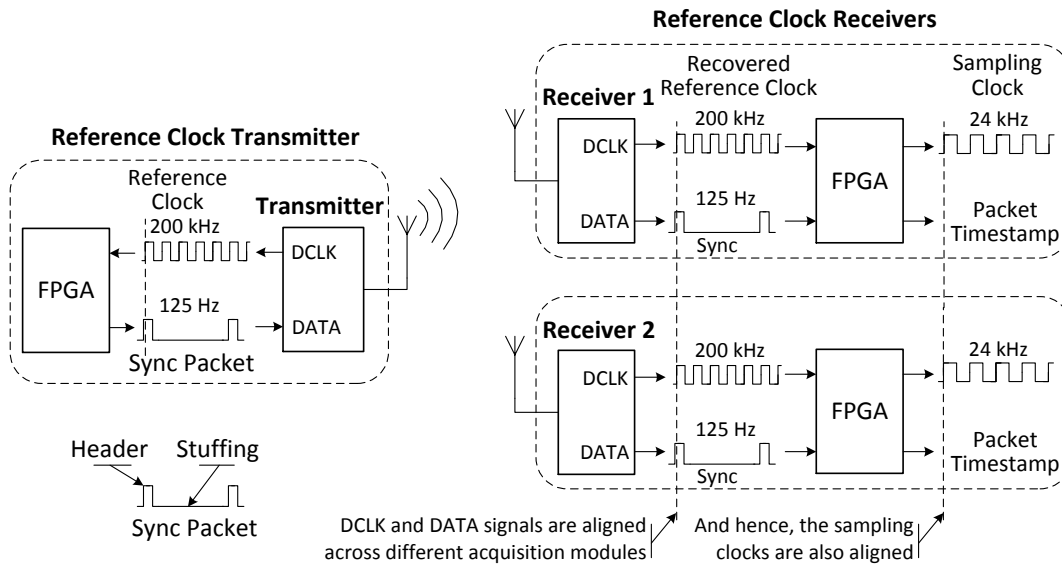 Reference Clock Transmitter
Reference
Clock
200 kHz
Transmitter
FPGA
DCLK
125 Hz
DATA
Sync Packet
Header
Stuffing
Sync Packet
Reference Clock Receivers
Receiver 1
Recovered
Reference Clock
200 kHz
Sampling
Clock
24 kHz
DCLK
FPGA
DATA
125 Hz
Sync
Packet
Timestamp
Receiver 2
200 kHz
24 kHz
DCLK
FPGA
DATA
125 Hz
Sync
Packet
Timestamp
DCLK and DATA signals are aligned
across different acquisition modules
And hence, the sampling
clocks are also aligned